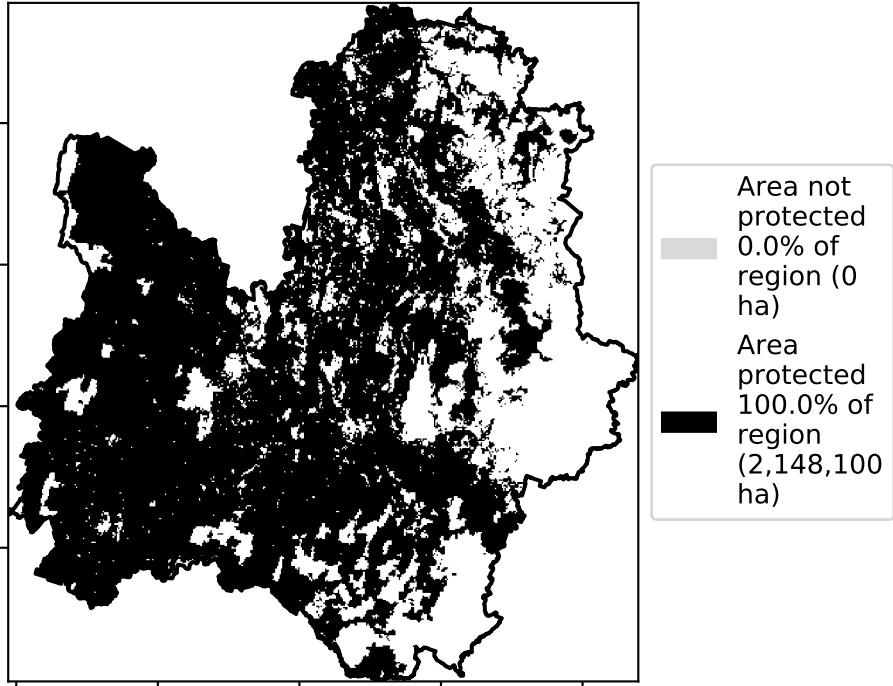 Area not
protected
0.0% of
region (0
ha)
Area
protected
100.0% of
region
(2,148,100
ha)